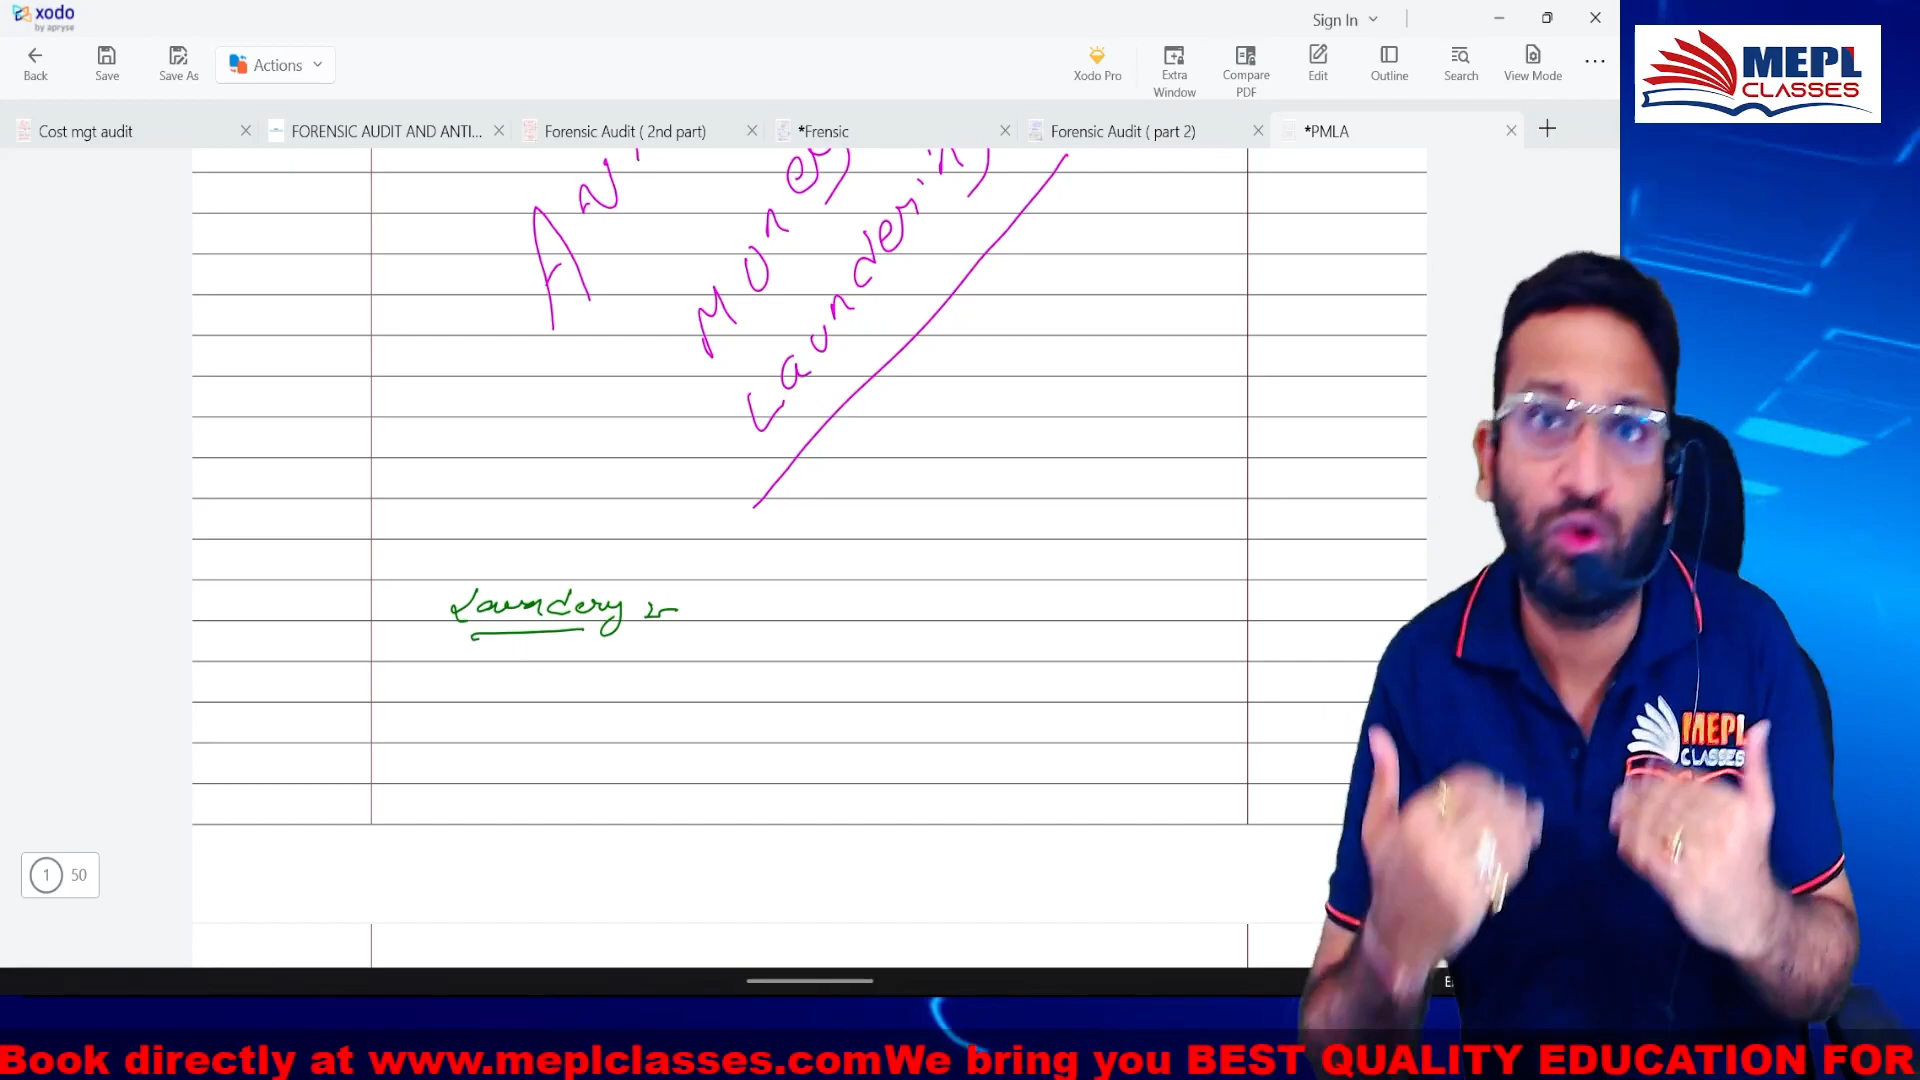 xodo
by apryse
Sign In
Back
Save
Save As
Actions
Xodo Pro
Extra Window
Compare PDF
Edit
Outline
Search
View Mode
MEPL
CLASSES
Cost mgt audit
FORENSIC AUDIT AND ANTI...
Forensic Audit ( 2nd part)
*Frensic
Forensic Audit ( part 2)
*PMLA
Money
Laundering
Laundery
MEPL
CLASSES
1 50
Book directly at www.meplclasses.comWe bring you BEST QUALITY EDUCATION FOR